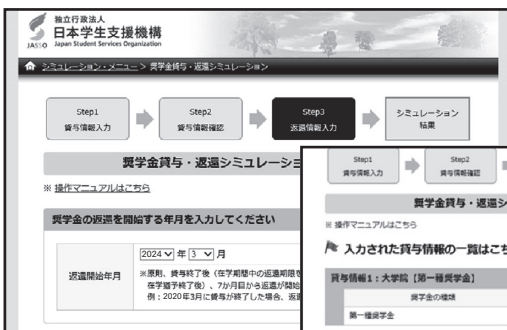 独立行政法人
日本学生支援機構
JASSO Japan Student Services Organization
シミュレーション・メニュー > 奨学金貸与・返還シミュレーション
Step1
貸与情報入力
Step2
貸与情報確認
Step3
返還情報入力
シミュレーション
結果
奨学金貸与・返還シミュレーショ
※ 操作マニュアルはこちら
奨学金の返還を開始する年月を入力してください
返還開始年月
2024 年 3 月
※原則、貸与終了後（在学期間中の返還期限を
在学猶予終了後）、7か月目から返還が開始
例：2020年3月に貸与が終了した場合、返還
Step1
貸与情報入力
Step2
貸与情報確認
奨学金貸与・返還シ
※ 操作マニュアルはこちら
入力された貸与情報の一覧はこち
貸与情報1：大学院【第一種奨学金】
奨学金の種類
第一種奨学金